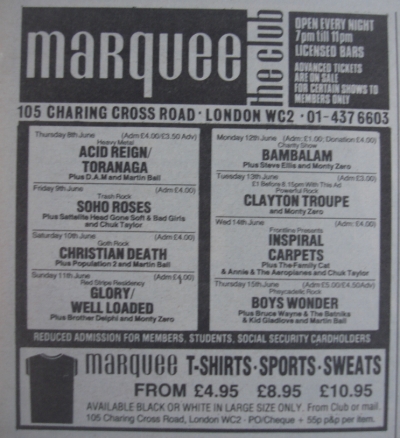 marquee
the club
OPEN EVERY NIGHT
7pm till 11pm
LICENSED BARS
ADVANCED TICKETS
ARE ON SALE
FOR CERTAIN SHOWS TO
MEMBERS ONLY
105 CHARING CROSS ROAD · LONDON WC2 · 01-437 6603
Thursday 8th June (Adm £4.00/£3.50 Adv)
Heavy Metal
ACID REIGN/
TORANAGA
Plus D.A.M and Martin Ball
Friday 9th June (Adm £4.00)
Trash Rock
SOHO ROSES
Plus Sattelite Head Gone Soft & Bad Girls
and Chuk Taylor
Saturday 10th June (Adm £4.00)
Goth Rock
CHRISTIAN DEATH
Plus Population 2 and Martin Ball
Sunday 11th June (Adm £4.00)
Red Stripe Residency
GLORY/
WELL LOADED
Plus Brother Delphi and Monty Zero
Monday 12th June (Adm: £1.00; Donation £4.00)
Charity Show
BAMBALAM
Plus Steve Ellis and Monty Zero
Tuesday 13th June (Adm £3.00)
£1 Before 8.15pm With This Ad
Powerful Rock
CLAYTON TROUPE
and Monty Zero
Wed 14th June (Adm: £4.00)
Frontline Presents
INSPIRAL
CARPETS
Plus The Family Cat
& Annie & The Aeroplanes and Chuk Taylor
Thursday 15th June (Adm £5.00/£4.50 Adv)
Pheycadelic Rock
BOYS WONDER
Plus Bruce Wayne & The Batniks
& Kid Gladlove and Martin Ball
REDUCED ADMISSION FOR MEMBERS, STUDENTS, SOCIAL SECURITY CARDHOLDERS
marquee T-SHIRTS · SPORTS · SWEATS
FROM £4.95 £8.95 £10.95
AVAILABLE BLACK OR WHITE IN LARGE SIZE ONLY. From Club or mail.
105 Charing Cross Road, London WC2 - PO/Cheque + 55p p&p per item.